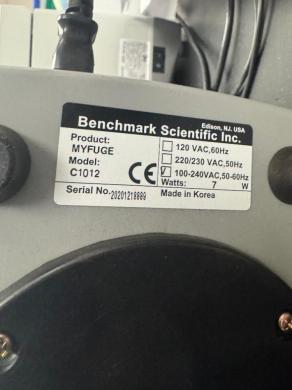 Benchmark Scientific Inc.
Edison, NJ. USA
Product:
MYFUGE
Model:
C1012
CE
120 VAC,60Hz
220/230 VAC,50Hz
100-240VAC,50-60Hz
Watts: 7 W
Serial No.20201218889
Made in Korea